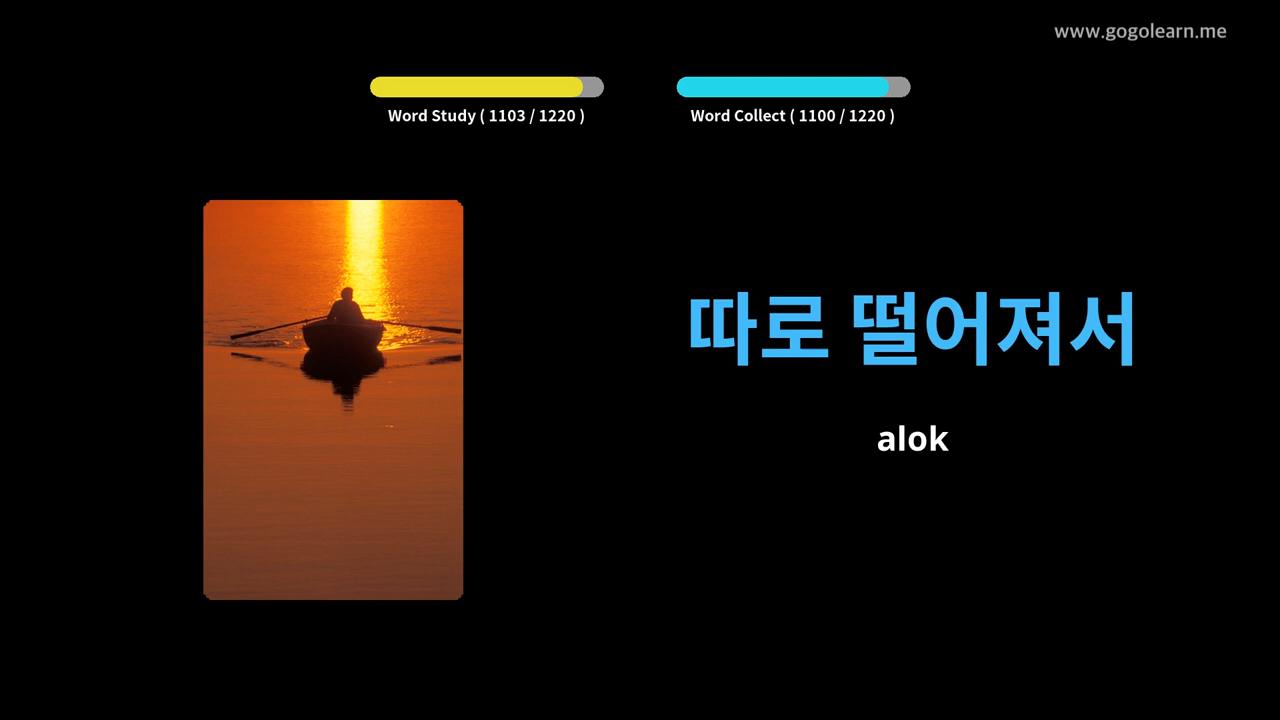 www.gogolearn.me
Word Study ( 1103 / 1220 )
Word Collect ( 1100 / 1220 )
따로 떨어져서
alok